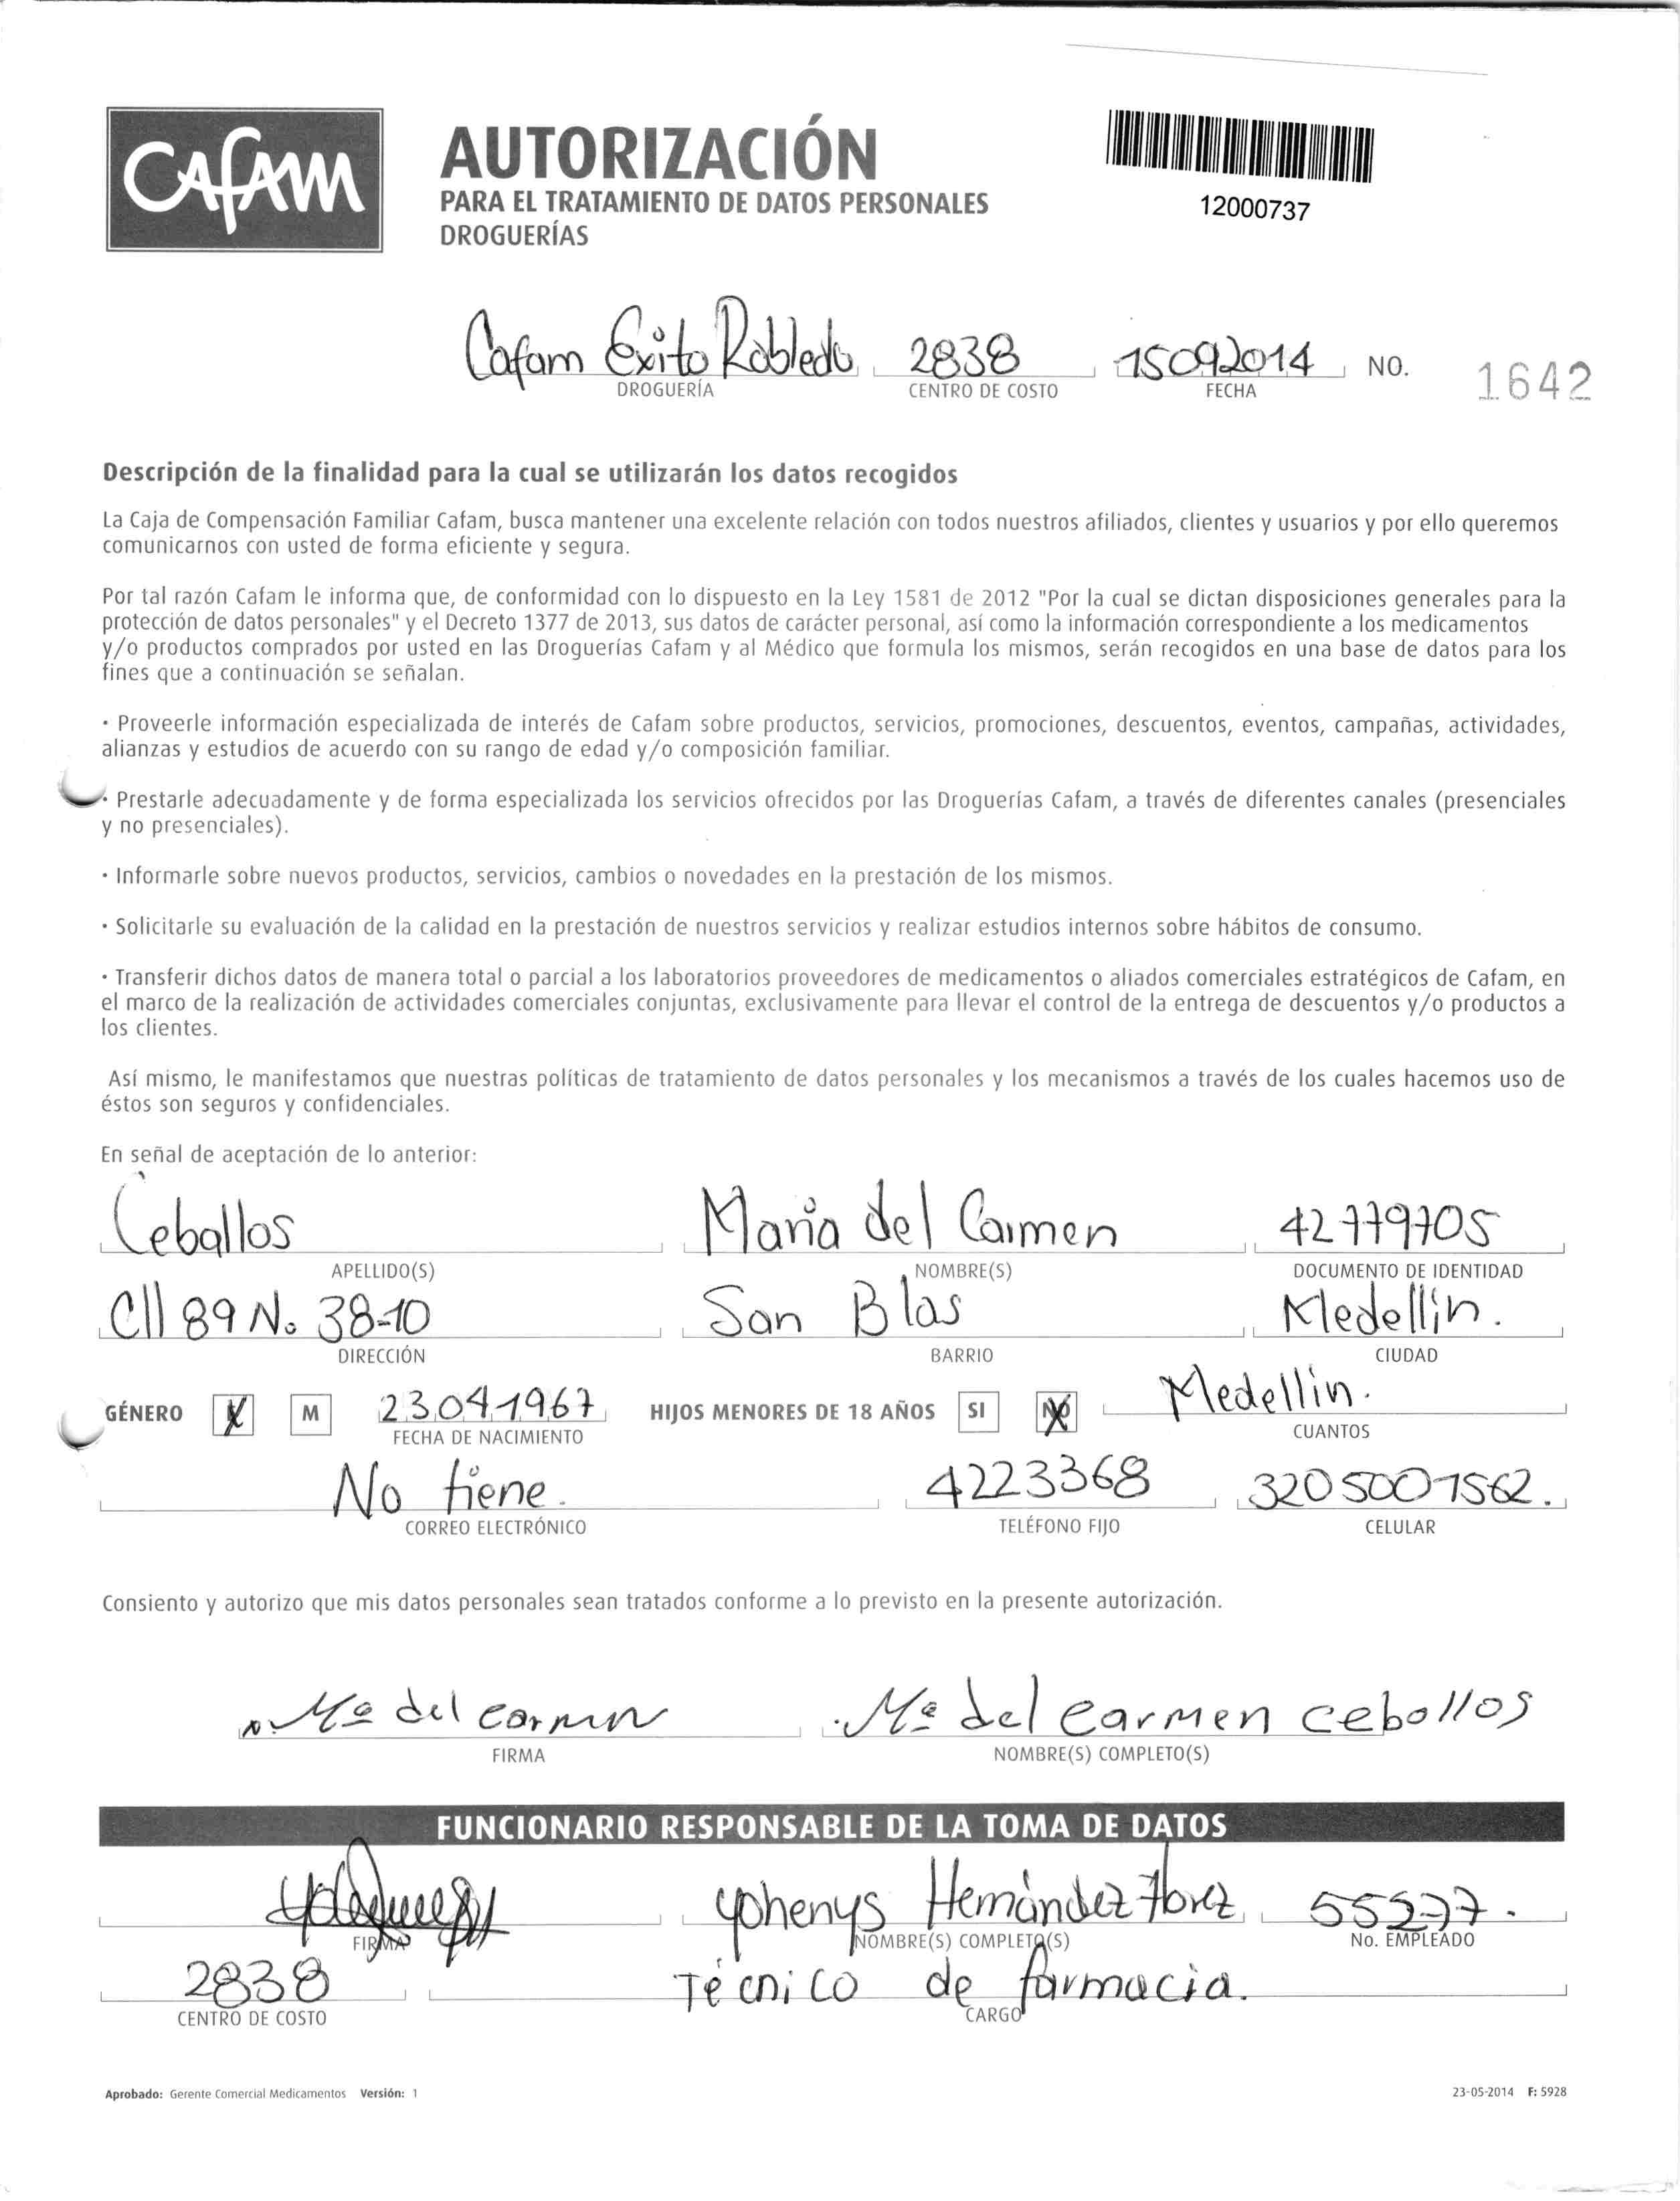 Cafam
AUTORIZACIÓN
PARA EL TRATAMIENTO DE DATOS PERSONALES
DROGUERÍAS
12000737
Cafam Exito Robledo 2838 15092014 NO. 1642
DROGUERÍA CENTRO DE COSTO FECHA
Descripción de la finalidad para la cual se utilizarán los datos recogidos
La Caja de Compensación Familiar Cafam, busca mantener una excelente relación con todos nuestros afiliados, clientes y usuarios y por ello queremos
comunicarnos con usted de forma eficiente y segura.
Por tal razón Cafam le informa que, de conformidad con lo dispuesto en la Ley 1581 de 2012 "Por la cual se dictan disposiciones generales para la
protección de datos personales" y el Decreto 1377 de 2013, sus datos de carácter personal, así como la información correspondiente a los medicamentos
y/o productos comprados por usted en las Droguerías Cafam y al Médico que formula los mismos, serán recogidos en una base de datos para los
fines que a continuación se señalan.
· Proveerle información especializada de interés de Cafam sobre productos, servicios, promociones, descuentos, eventos, campañas, actividades,
alianzas y estudios de acuerdo con su rango de edad y/o composición familiar.
· Prestarle adecuadamente y de forma especializada los servicios ofrecidos por las Droguerías Cafam, a través de diferentes canales (presenciales
y no presenciales).
· Informarle sobre nuevos productos, servicios, cambios o novedades en la prestación de los mismos.
· Solicitarle su evaluación de la calidad en la prestación de nuestros servicios y realizar estudios internos sobre hábitos de consumo.
· Transferir dichos datos de manera total o parcial a los laboratorios proveedores de medicamentos o aliados comerciales estratégicos de Cafam, en
el marco de la realización de actividades comerciales conjuntas, exclusivamente para llevar el control de la entrega de descuentos y/o productos a
los clientes.
Así mismo, le manifestamos que nuestras políticas de tratamiento de datos personales y los mecanismos a través de los cuales hacemos uso de
éstos son seguros y confidenciales.
En señal de aceptación de lo anterior:
Ceballos Maria del Carmen 42779705
APELLIDO(S) NOMBRE(S) DOCUMENTO DE IDENTIDAD
Cll 89 No 38-10 San Blas Medellin.
DIRECCIÓN BARRIO CIUDAD
GÉNERO X M 23041967 HIJOS MENORES DE 18 AÑOS SI NO Medellin.
FECHA DE NACIMIENTO CUANTOS
No tiene. 4223368 3205001562.
CORREO ELECTRÓNICO TELÉFONO FIJO CELULAR
Consiento y autorizo que mis datos personales sean tratados conforme a lo previsto en la presente autorización.
Mª del carmen Mª del carmen ceballos
FIRMA NOMBRE(S) COMPLETO(S)
FUNCIONARIO RESPONSABLE DE LA TOMA DE DATOS
yohenys Hernández 55277.
FIRMA NOMBRE(S) COMPLETO(S) No. EMPLEADO
2838 Técnico de farmacia.
CENTRO DE COSTO CARGO
Aprobado: Gerente Comercial Medicamentos Versión: 1 23-05-2014 F: 5928